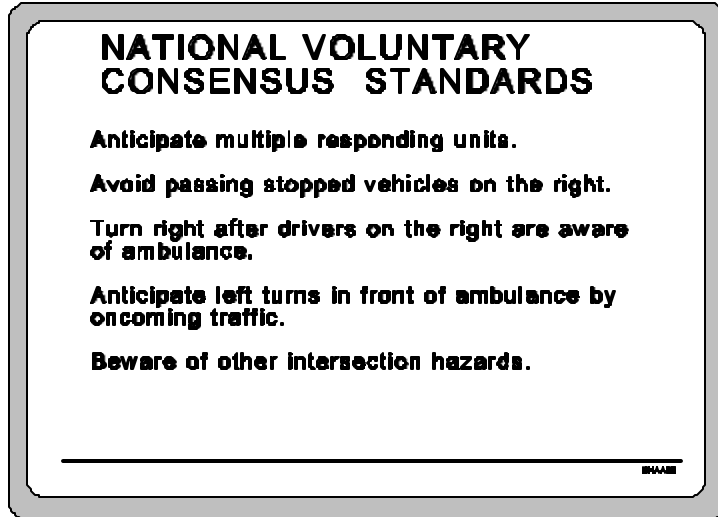 NATIONAL VOLUNTARY
CONSENSUS STANDARDS
Anticipate multiple responding units.
Avoid passing stopped vehicles on the right.
Turn right after drivers on the right are aware
of ambulance.
Anticipate left turns in front of ambulance by
oncoming traffic.
Beware of other intersection hazards.